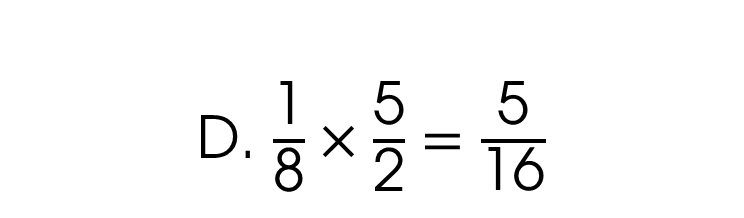 D. 1/8 × 5/2 = 5/16